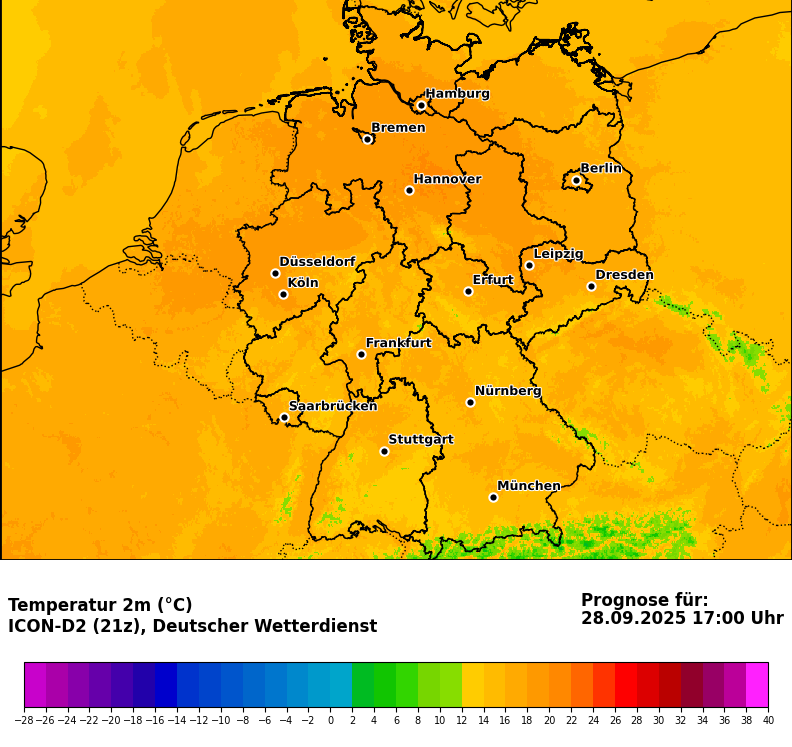 Hamburg
Bremen
Berlin
Hannover
Leipzig
Düsseldorf
Dresden
Köln
Erfurt
Frankfurt
Nürnberg
Saarbrücken
Stuttgart
München
Temperatur 2m (°C)
ICON-D2 (21z), Deutscher Wetterdienst
Prognose für:
28.09.2025 17:00 Uhr
−28 −26 −24 −22 −20 −18 −16 −14 −12 −10 −8 −6 −4 −2 0 2 4 6 8 10 12 14 16 18 20 22 24 26 28 30 32 34 36 38 40